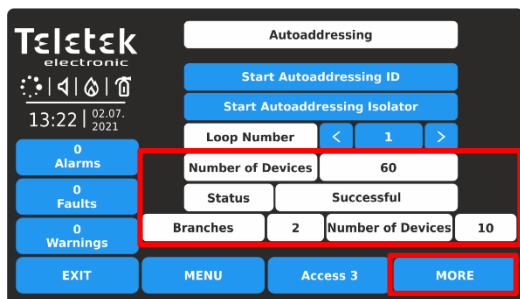 Teletek
electronic
13:22 02.07.
2021
0
Alarms
0
Faults
0
Warnings
EXIT
Autoaddressing
Start Autoaddressing ID
Start Autoaddressing Isolator
Loop Number < 1 >
Number of Devices 60
Status Successful
Branches 2 Number of Devices 10
MENU Access 3 MORE